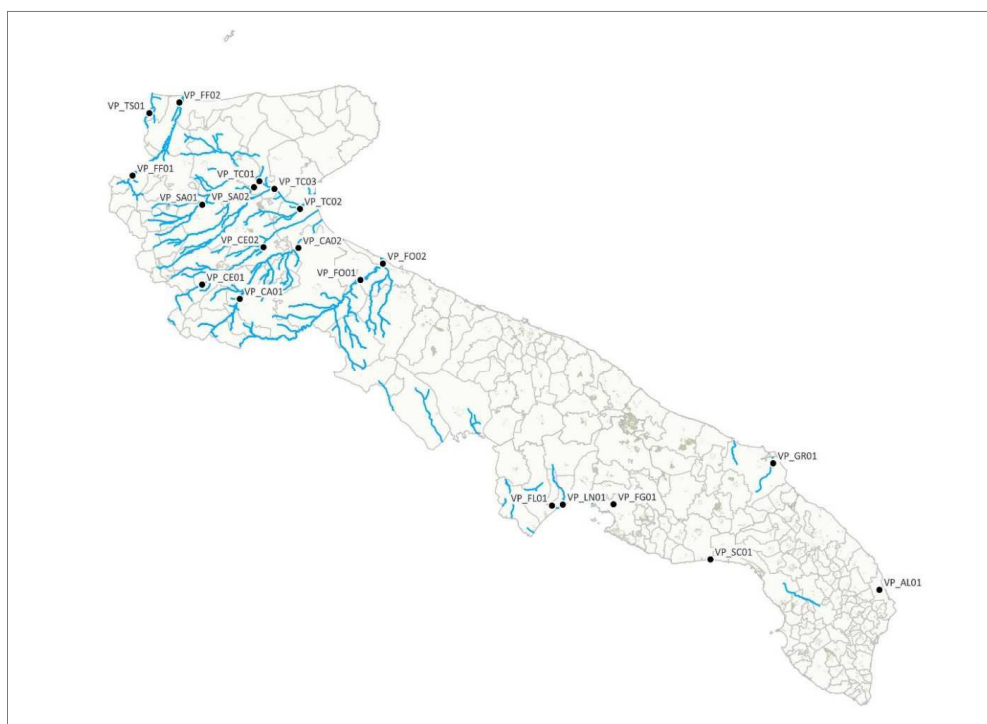 VP_FF02
VP_TS01
VP_FF01
VP_TC01
VP_TC03
VP_SA01
VP_SA02
VP_TC02
VP_CE02
VP_CA02
VP_FO02
VP_FO01
VP_CE01
VP_CA01
VP_GR01
VP_FL01
VP_LN01
VP_FG01
VP_SC01
VP_AL01